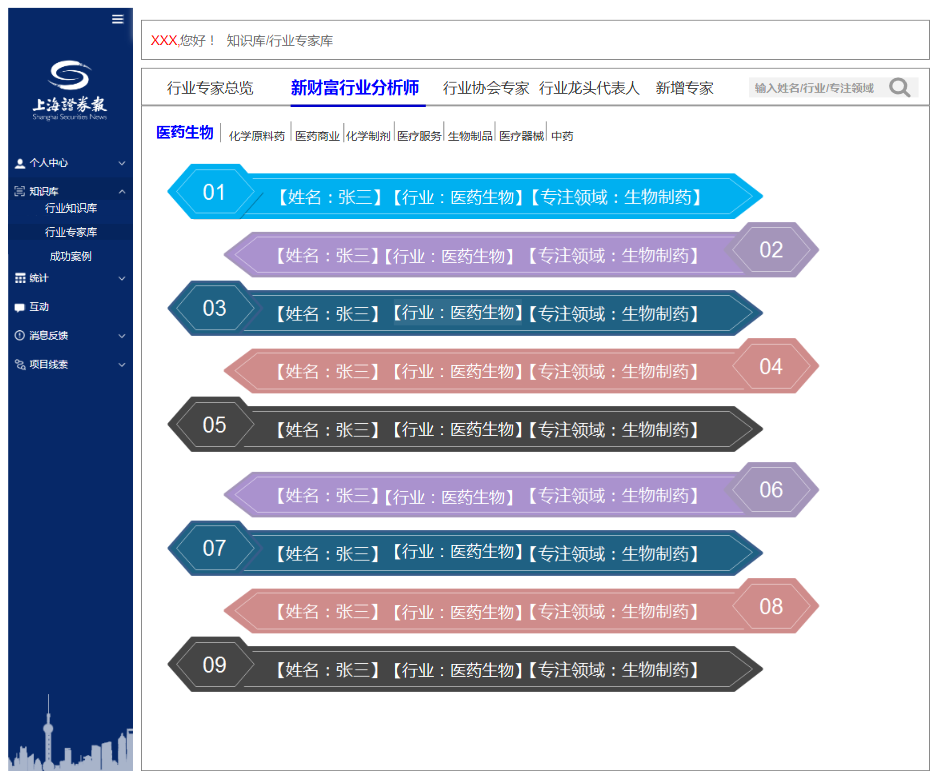 上海證券報
Shanghai Securities News
个人中心
知识库
行业知识库
行业专家库
成功案例
统计
互动
消息反馈
项目线索
XXX,您好！ 知识库/行业专家库
行业专家总览 新财富行业分析师 行业协会专家 行业龙头代表人 新增专家 输入姓名/行业/专注领域
医药生物 化学原料药 医药商业 化学制剂 医疗服务 生物制品 医疗器械 中药
01 【姓名：张三】【行业：医药生物】【专注领域：生物制药】
【姓名：张三】【行业：医药生物】【专注领域：生物制药】 02
03 【姓名：张三】【行业：医药生物】【专注领域：生物制药】
【姓名：张三】【行业：医药生物】【专注领域：生物制药】 04
05 【姓名：张三】【行业：医药生物】【专注领域：生物制药】
【姓名：张三】【行业：医药生物】【专注领域：生物制药】 06
07 【姓名：张三】【行业：医药生物】【专注领域：生物制药】
【姓名：张三】【行业：医药生物】【专注领域：生物制药】 08
09 【姓名：张三】【行业：医药生物】【专注领域：生物制药】